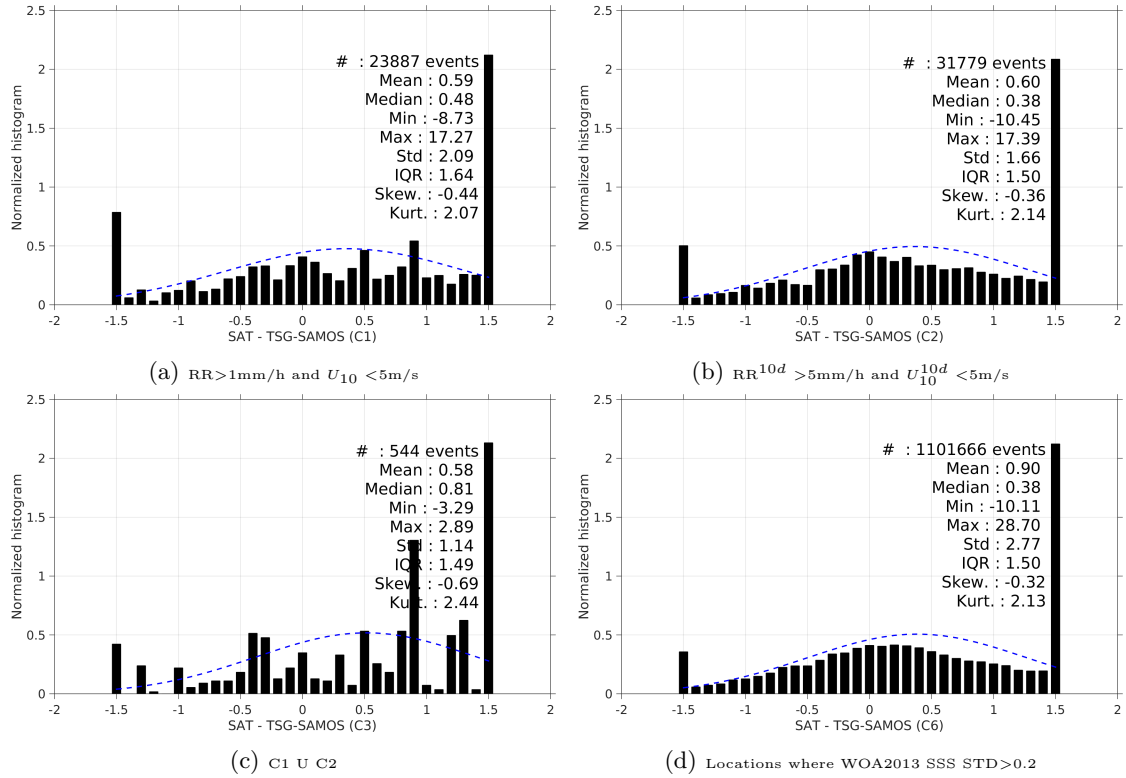 2.5
2
1.5
1
0.5
0
Normalized histogram
# : 23887 events
Mean : 0.59
Median : 0.48
Min : -8.73
Max : 17.27
Std : 2.09
IQR : 1.64
Skew. : -0.44
Kurt. : 2.07
-2 -1.5 -1 -0.5 0 0.5 1 1.5 2
SAT - TSG-SAMOS (C1)
(a) RR>1mm/h and U10 <5m/s
2.5
2
1.5
1
0.5
0
Normalized histogram
# : 31779 events
Mean : 0.60
Median : 0.38
Min : -10.45
Max : 17.39
Std : 1.66
IQR : 1.50
Skew. : -0.36
Kurt. : 2.14
-2 -1.5 -1 -0.5 0 0.5 1 1.5 2
SAT - TSG-SAMOS (C2)
(b) RR^10d >5mm/h and U10^10d <5m/s
2.5
2
1.5
1
0.5
0
Normalized histogram
# : 544 events
Mean : 0.58
Median : 0.81
Min : -3.29
Max : 2.89
Std : 1.14
IQR : 1.49
Skew. : -0.69
Kurt. : 2.44
-2 -1.5 -1 -0.5 0 0.5 1 1.5 2
SAT - TSG-SAMOS (C3)
(c) C1 U C2
2.5
2
1.5
1
0.5
0
Normalized histogram
# : 1101666 events
Mean : 0.90
Median : 0.38
Min : -10.11
Max : 28.70
Std : 2.77
IQR : 1.50
Skew. : -0.32
Kurt. : 2.13
-2 -1.5 -1 -0.5 0 0.5 1 1.5 2
SAT - TSG-SAMOS (C6)
(d) Locations where WOA2013 SSS STD>0.2